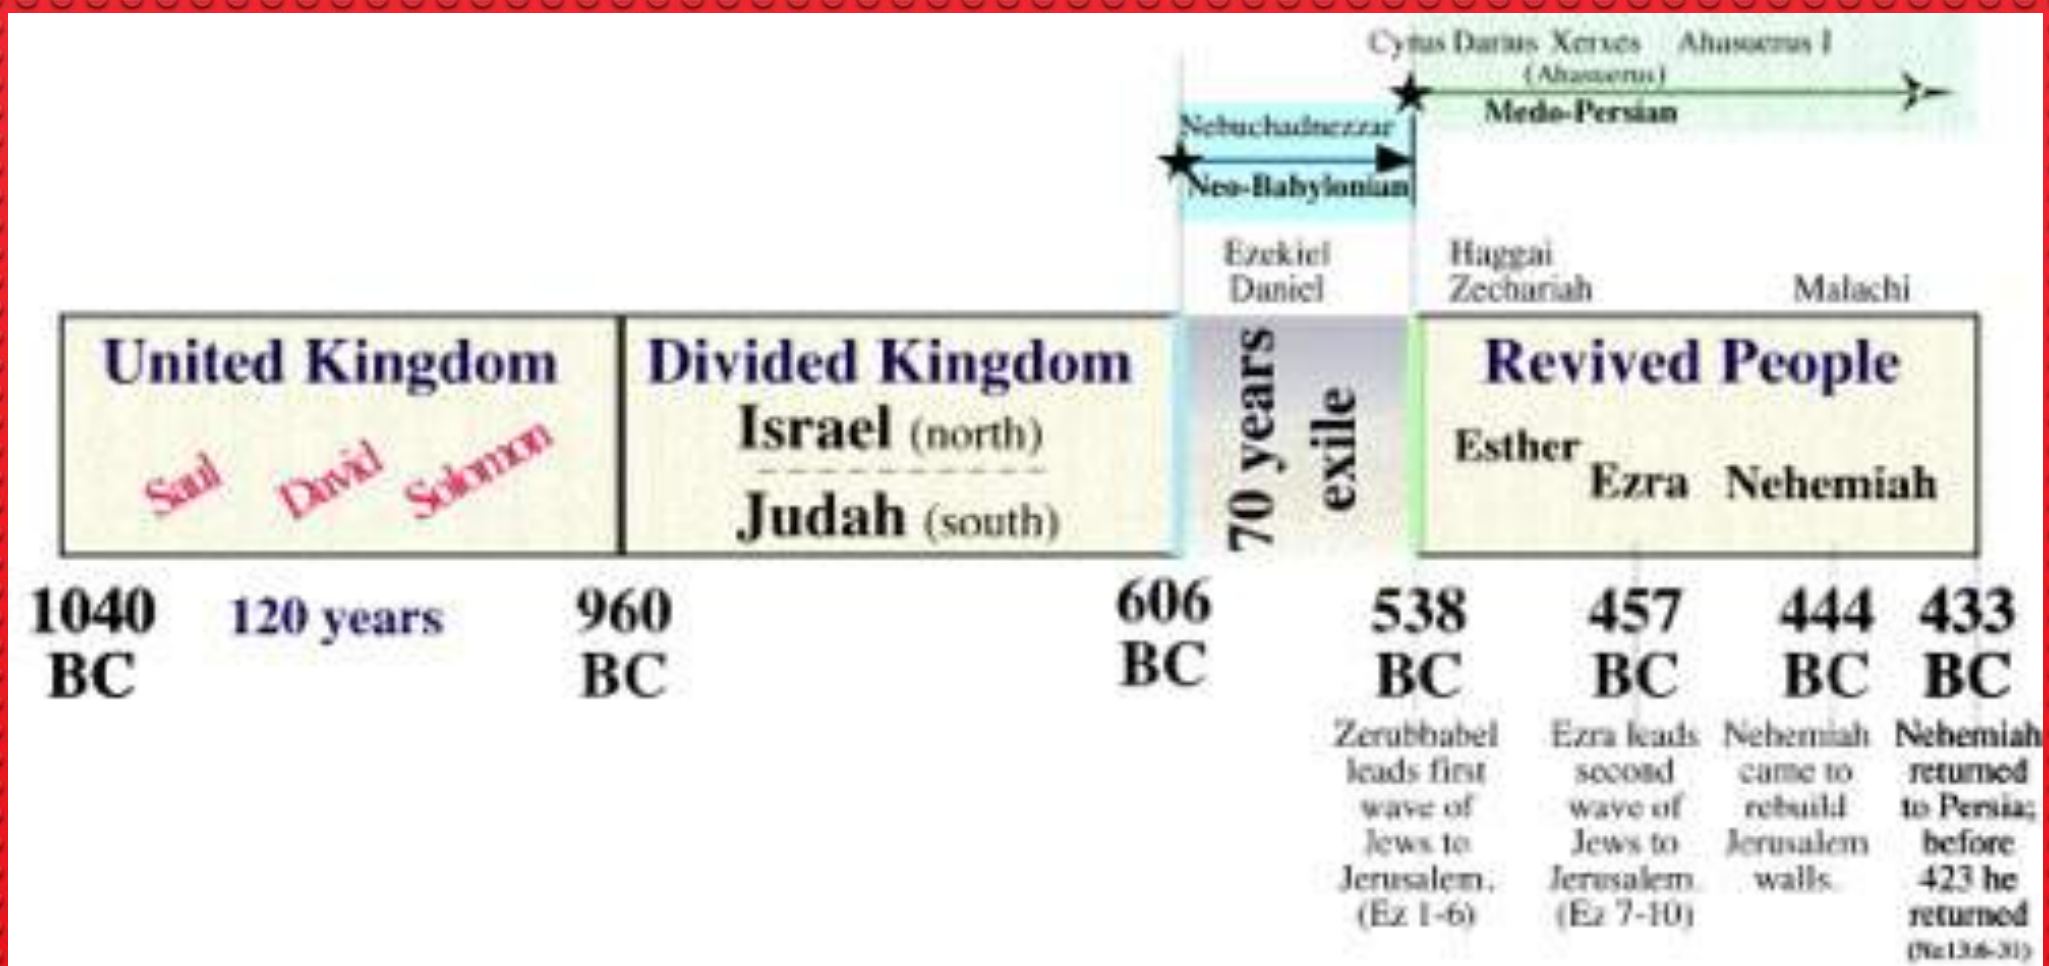 Cyrus Darius Xerxes Ahasuerus I
(Ahasuerus)
Medo-Persian
Nebuchadnezzar
Neo-Babylonian
Ezekiel
Daniel
Haggai
Zechariah
Malachi
United Kingdom
Saul David Solomon
Divided Kingdom
Israel (north)
Judah (south)
70 years
exile
Revived People
Esther
Ezra Nehemiah
1040
BC
120 years
960
BC
606
BC
538
BC
Zerubbabel
leads first
wave of
Jews to
Jerusalem.
(Ez 1-6)
457
BC
Ezra leads
second
wave of
Jews to
Jerusalem.
(Ez 7-10)
444
BC
Nehemiah
came to
rebuild
Jerusalem
walls.
433
BC
Nehemiah
returned
to Persia;
before
423 he
returned
(Ne13:6-31)